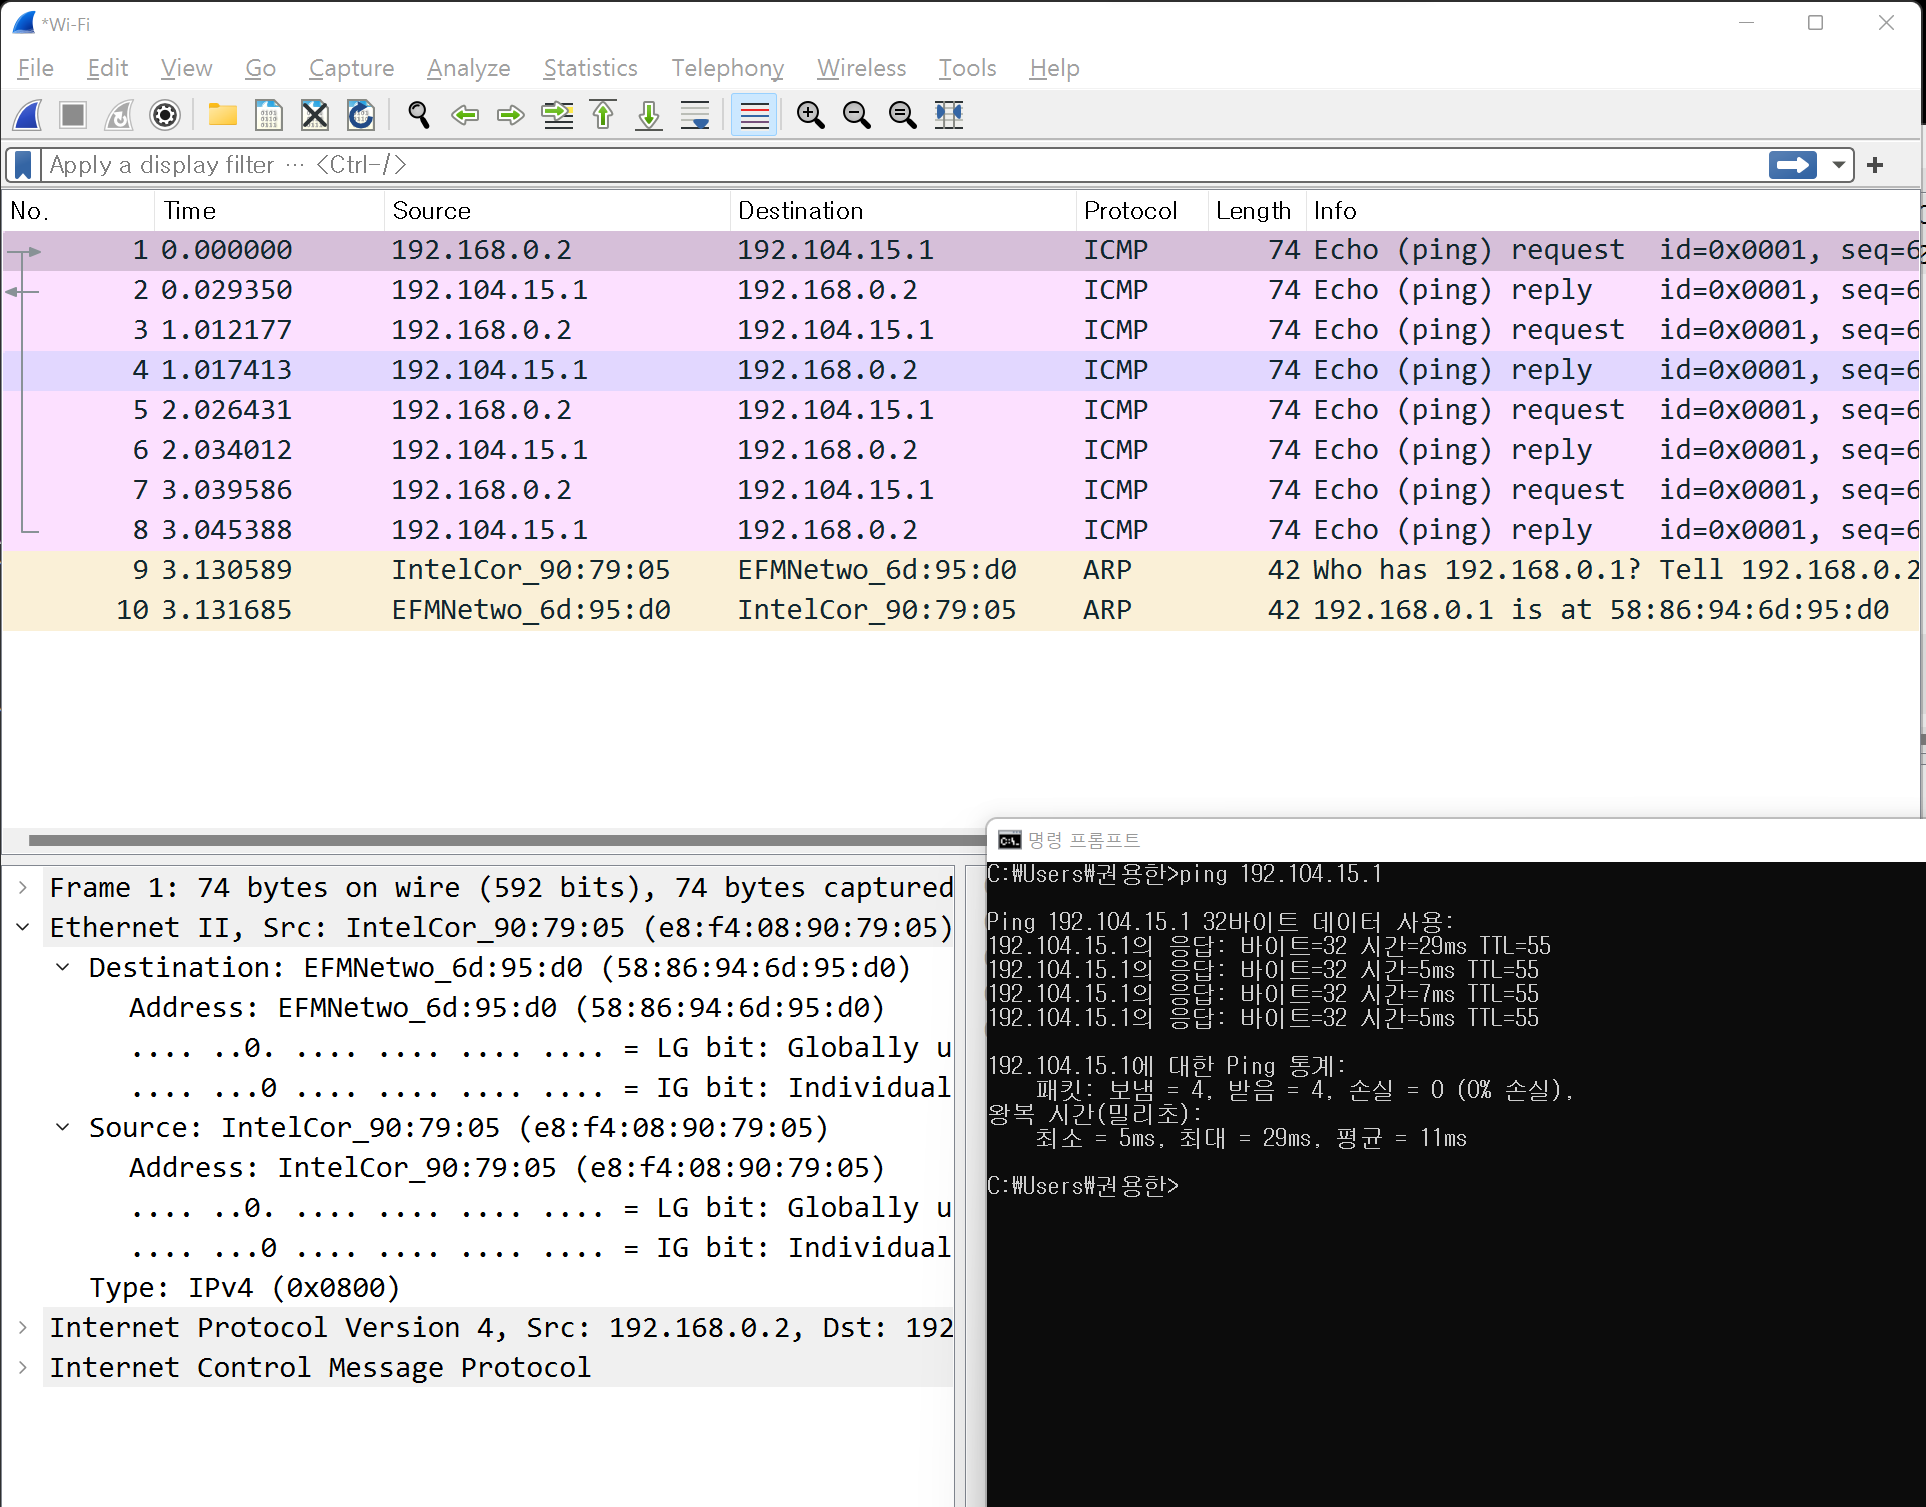 *Wi-Fi
File Edit View Go Capture Analyze Statistics Telephony Wireless Tools Help
Apply a display filter ··· <Ctrl-/>
No. Time Source Destination Protocol Length Info
1 0.000000 192.168.0.2 192.104.15.1 ICMP 74 Echo (ping) request id=0x0001, seq=6
2 0.029350 192.104.15.1 192.168.0.2 ICMP 74 Echo (ping) reply id=0x0001, seq=6
3 1.012177 192.168.0.2 192.104.15.1 ICMP 74 Echo (ping) request id=0x0001, seq=6
4 1.017413 192.104.15.1 192.168.0.2 ICMP 74 Echo (ping) reply id=0x0001, seq=6
5 2.026431 192.168.0.2 192.104.15.1 ICMP 74 Echo (ping) request id=0x0001, seq=6
6 2.034012 192.104.15.1 192.168.0.2 ICMP 74 Echo (ping) reply id=0x0001, seq=6
7 3.039586 192.168.0.2 192.104.15.1 ICMP 74 Echo (ping) request id=0x0001, seq=6
8 3.045388 192.104.15.1 192.168.0.2 ICMP 74 Echo (ping) reply id=0x0001, seq=6
9 3.130589 IntelCor_90:79:05 EFMNetwo_6d:95:d0 ARP 42 Who has 192.168.0.1? Tell 192.168.0.2
10 3.131685 EFMNetwo_6d:95:d0 IntelCor_90:79:05 ARP 42 192.168.0.1 is at 58:86:94:6d:95:d0
Frame 1: 74 bytes on wire (592 bits), 74 bytes captured
Ethernet II, Src: IntelCor_90:79:05 (e8:f4:08:90:79:05)
Destination: EFMNetwo_6d:95:d0 (58:86:94:6d:95:d0)
Address: EFMNetwo_6d:95:d0 (58:86:94:6d:95:d0)
.... ..0. .... .... .... .... = LG bit: Globally u
.... ...0 .... .... .... .... = IG bit: Individual
Source: IntelCor_90:79:05 (e8:f4:08:90:79:05)
Address: IntelCor_90:79:05 (e8:f4:08:90:79:05)
.... ..0. .... .... .... .... = LG bit: Globally u
.... ...0 .... .... .... .... = IG bit: Individual
Type: IPv4 (0x0800)
Internet Protocol Version 4, Src: 192.168.0.2, Dst: 192
Internet Control Message Protocol
명령 프롬프트
C:₩Users₩권용한>ping 192.104.15.1
Ping 192.104.15.1 32바이트 데이터 사용:
192.104.15.1의 응답: 바이트=32 시간=29ms TTL=55
192.104.15.1의 응답: 바이트=32 시간=5ms TTL=55
192.104.15.1의 응답: 바이트=32 시간=7ms TTL=55
192.104.15.1의 응답: 바이트=32 시간=5ms TTL=55
192.104.15.1에 대한 Ping 통계:
패킷: 보냄 = 4, 받음 = 4, 손실 = 0 (0% 손실),
왕복 시간(밀리초):
최소 = 5ms, 최대 = 29ms, 평균 = 11ms
C:₩Users₩권용한>